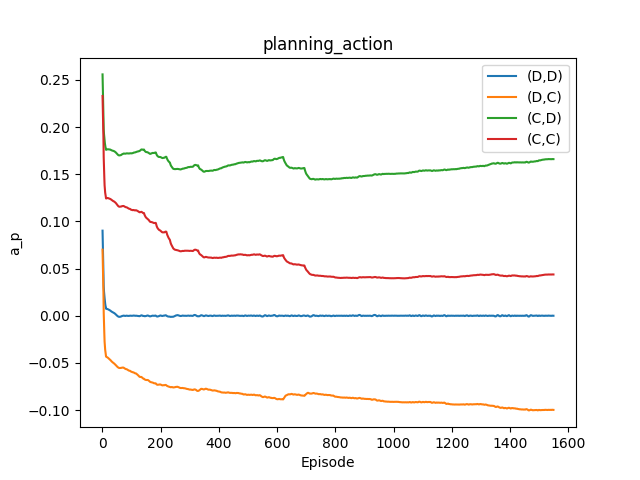 planning_action
(D,D)
(D,C)
(C,D)
(C,C)
a_p
0.25
0.20
0.15
0.10
0.05
0.00
−0.05
−0.10
0 200 400 600 800 1000 1200 1400 1600
Episode